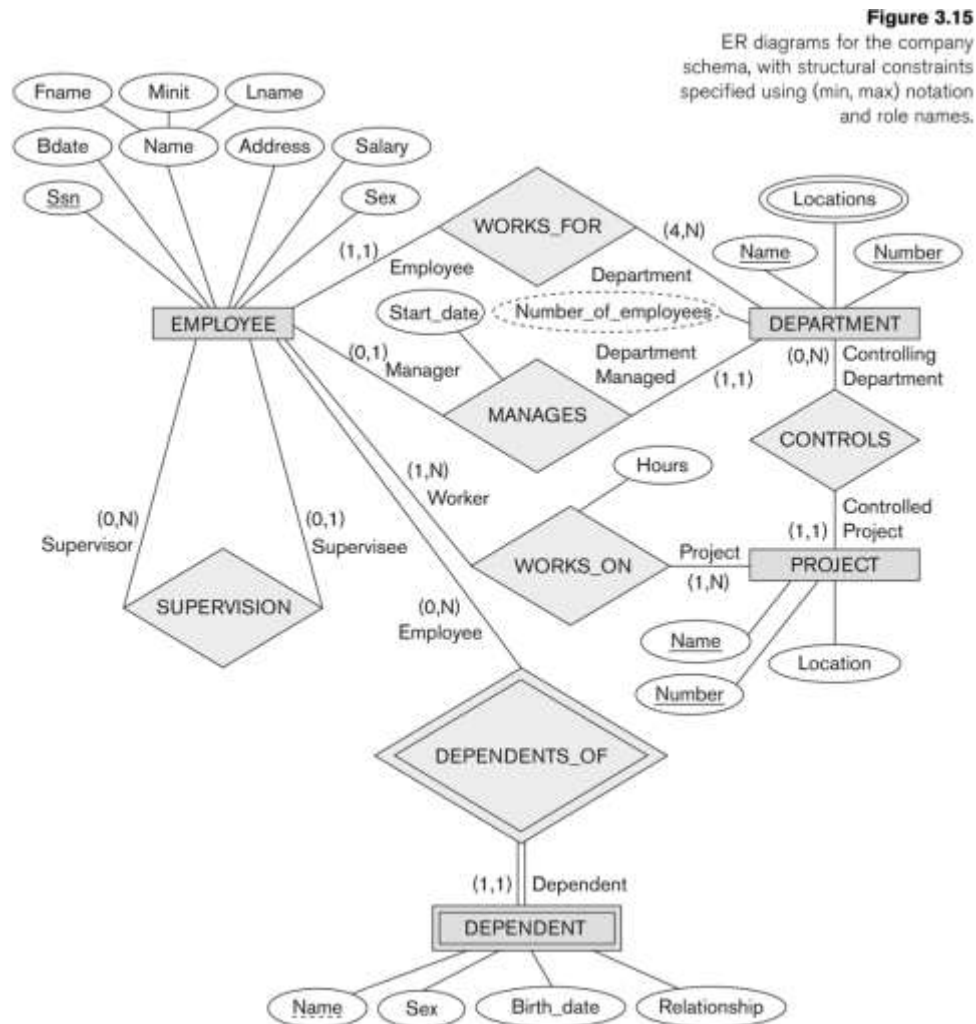 Figure 3.15
ER diagrams for the company
schema, with structural constraints
specified using (min, max) notation
and role names.
Fname
Minit
Lname
Bdate
Name
Address
Salary
Ssn
Sex
WORKS_FOR
Locations
(1,1)
Employee
(4,N)
Department
Name
Number
Start_date
Number_of_employees
EMPLOYEE
DEPARTMENT
(0,1)
Manager
Department
Managed
(1,1)
(0,N)
Controlling
Department
MANAGES
CONTROLS
Hours
(1,N)
Worker
(0,N)
Supervisor
(0,1)
Supervisee
Controlled
Project
(1,1)
WORKS_ON
Project
(1,N)
PROJECT
SUPERVISION
(0,N)
Employee
Name
Number
Location
DEPENDENTS_OF
(1,1)
Dependent
DEPENDENT
Name
Sex
Birth_date
Relationship